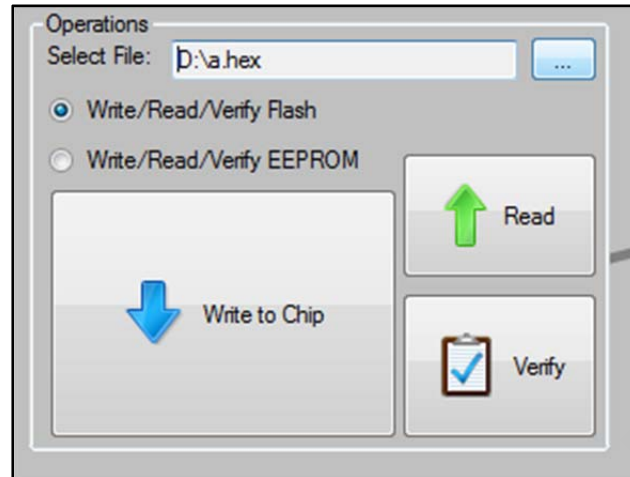 Operations
Select File: D:\a.hex ...
Write/Read/Verify Flash
Write/Read/Verify EEPROM
Read
Write to Chip
Verify